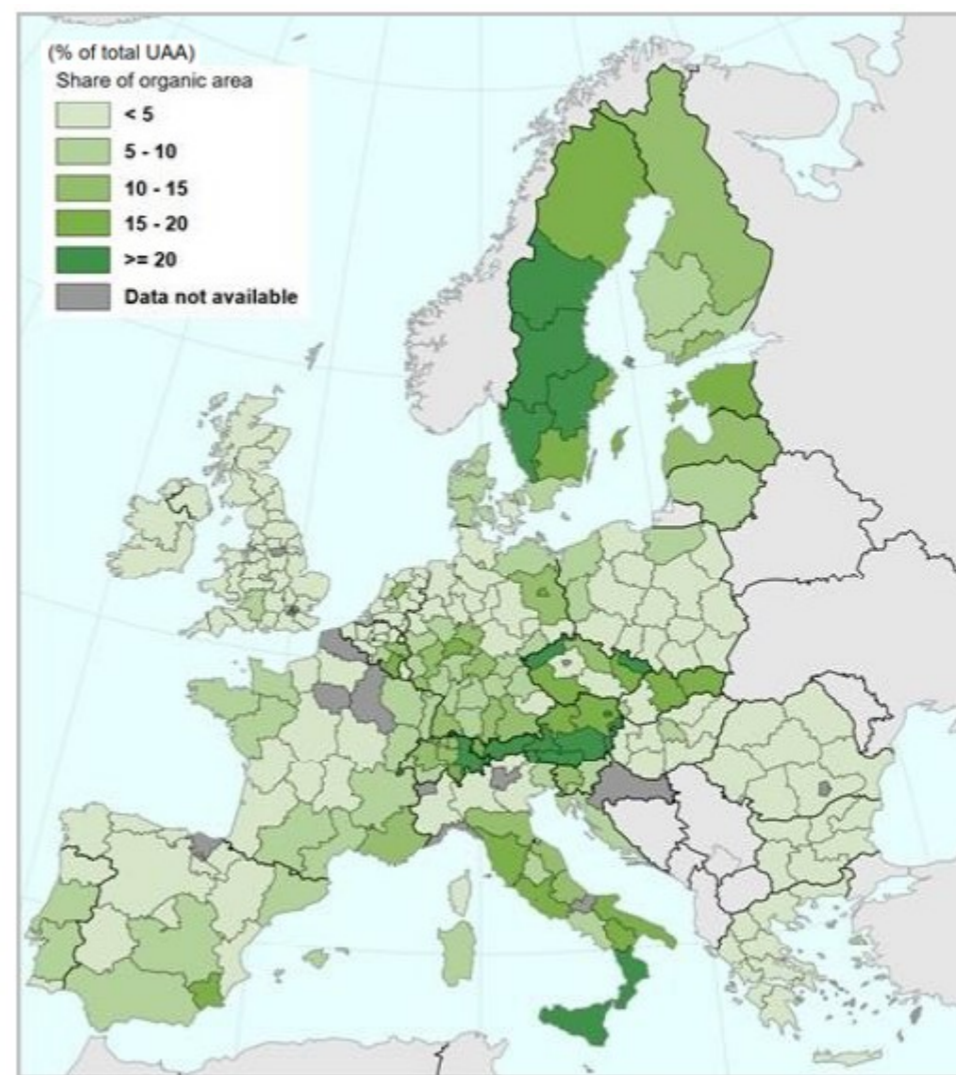 (% of total UAA)
Share of organic area
< 5
5 - 10
10 - 15
15 - 20
>= 20
Data not available